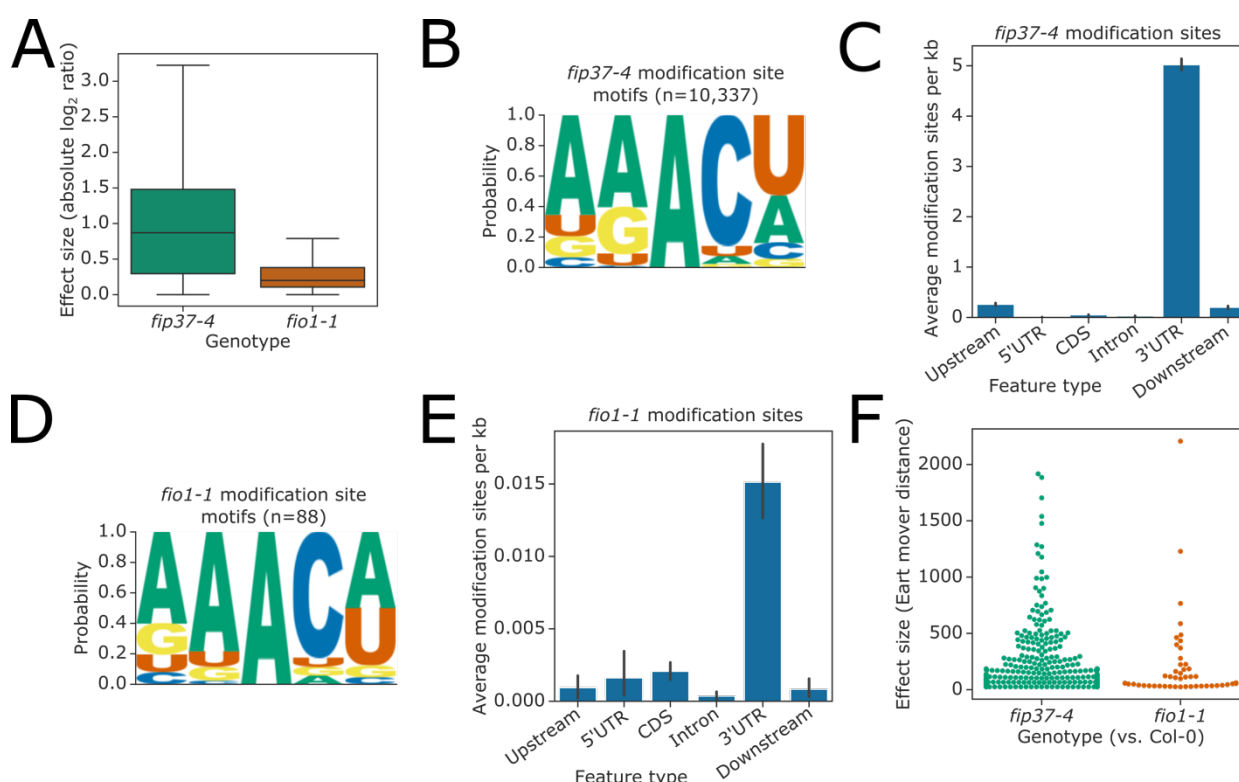 A
Effect size (absolute log2 ratio)
3.0
2.5
2.0
1.5
1.0
0.5
0.0
fip37-4
fio1-1
Genotype
B
fip37-4 modification site
motifs (n=10,337)
Probability
1.0
0.8
0.6
0.4
0.2
0.0
A
U
G
C
A
G
U
A
C
U
A
U
A
C
G
C
fip37-4 modification sites
Average modification sites per kb
5
4
3
2
1
0
Upstream
5'UTR
CDS
Intron
3'UTR
Downstream
Feature type
D
fio1-1 modification site
motifs (n=88)
Probability
1.0
0.8
0.6
0.4
0.2
0.0
A
G
U
C
A
U
G
C
A
C
U
G
A
A
U
G
C
E
fio1-1 modification sites
Average modification sites per kb
0.015
0.010
0.005
0.000
Upstream
5'UTR
CDS
Intron
3'UTR
Downstream
Feature type
F
Effect size (Eart mover distance)
2000
1500
1000
500
0
fip37-4
fio1-1
Genotype (vs. Col-0)